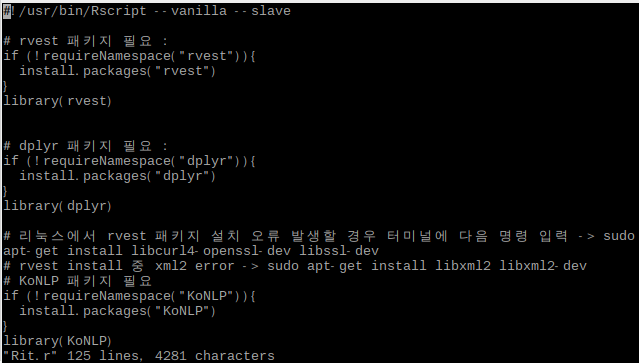 #!/usr/bin/Rscript --vanilla --slave
# rvest 패키지 필요 :
if (!requireNamespace("rvest")){
  install.packages("rvest")
}
library(rvest)
# dplyr 패키지 필요 :
if (!requireNamespace("dplyr")){
  install.packages("dplyr")
}
library(dplyr)
# 리눅스에서 rvest 패키지 설치 오류 발생할 경우 터미널에 다음 명령 입력 -> sudo
apt-get install libcurl4-openssl-dev libssl-dev
# rvest install 중 xml2 error -> sudo apt-get install libxml2 libxml2-dev
# KoNLP 패키지 필요
if (!requireNamespace("KoNLP")){
  install.packages("KoNLP")
}
library(KoNLP)
"Rit.r" 125 lines, 4281 characters